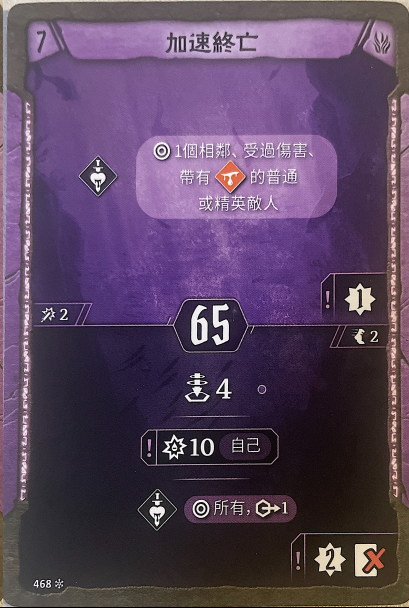 7 加速終亡
1個相鄰、受過傷害、
帶有 的普通
或精英敵人
! 1
2 65 2
4
! 10 自己
所有, 1
! 2
468